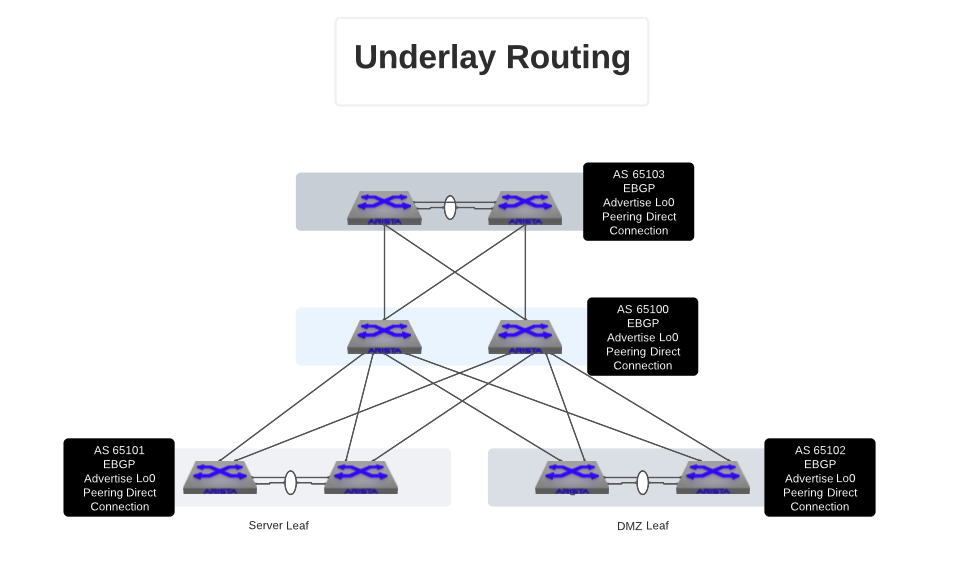 Underlay Routing
AS 65103
EBGP
Advertise Lo0
Peering Direct
Connection
ARISTA
ARISTA
AS 65100
EBGP
Advertise Lo0
Peering Direct
Connection
ARISTA
ARISTA
AS 65101
EBGP
Advertise Lo0
Peering Direct
Connection
ARISTA
ARISTA
ARISTA
ARISTA
AS 65102
EBGP
Advertise Lo0
Peering Direct
Connection
Server Leaf
DMZ Leaf